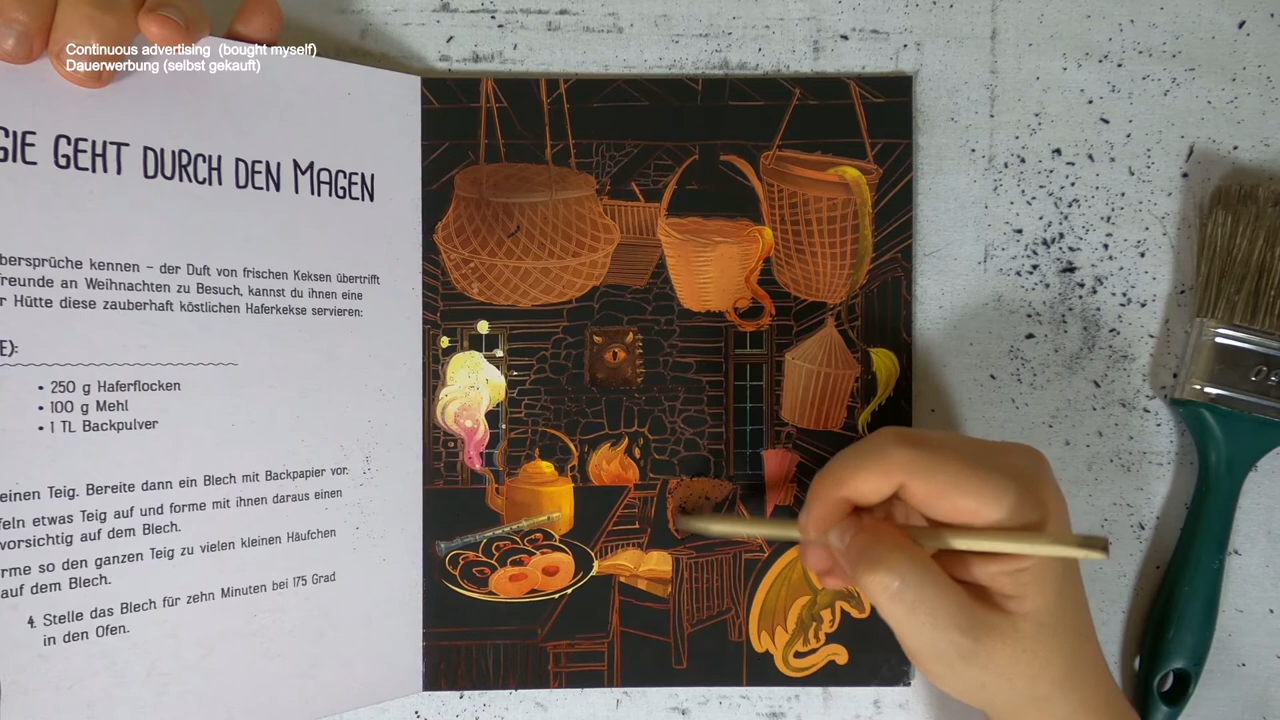 Continuous advertising (bought myself)
Dauerwerbung (selbst gekauft)
GIE GEHT DURCH DEN MAGEN
bersprüche kennen – der Duft von frischen Keksen übertrifft
reunde an Weihnachten zu Besuch, kannst du ihnen eine
r Hütte diese zauberhaft köstlichen Haferkekse servieren:
E):
• 250 g Haferflocken
• 100 g Mehl
• 1 TL Backpulver
einen Teig. Bereite dann ein Blech mit Backpapier vor.
feln etwas Teig auf und forme mit ihnen daraus einen
vorsichtig auf dem Blech.
rme so den ganzen Teig zu vielen kleinen Häufchen
auf dem Blech.
4. Stelle das Blech für zehn Minuten bei 175 Grad
in den Ofen.